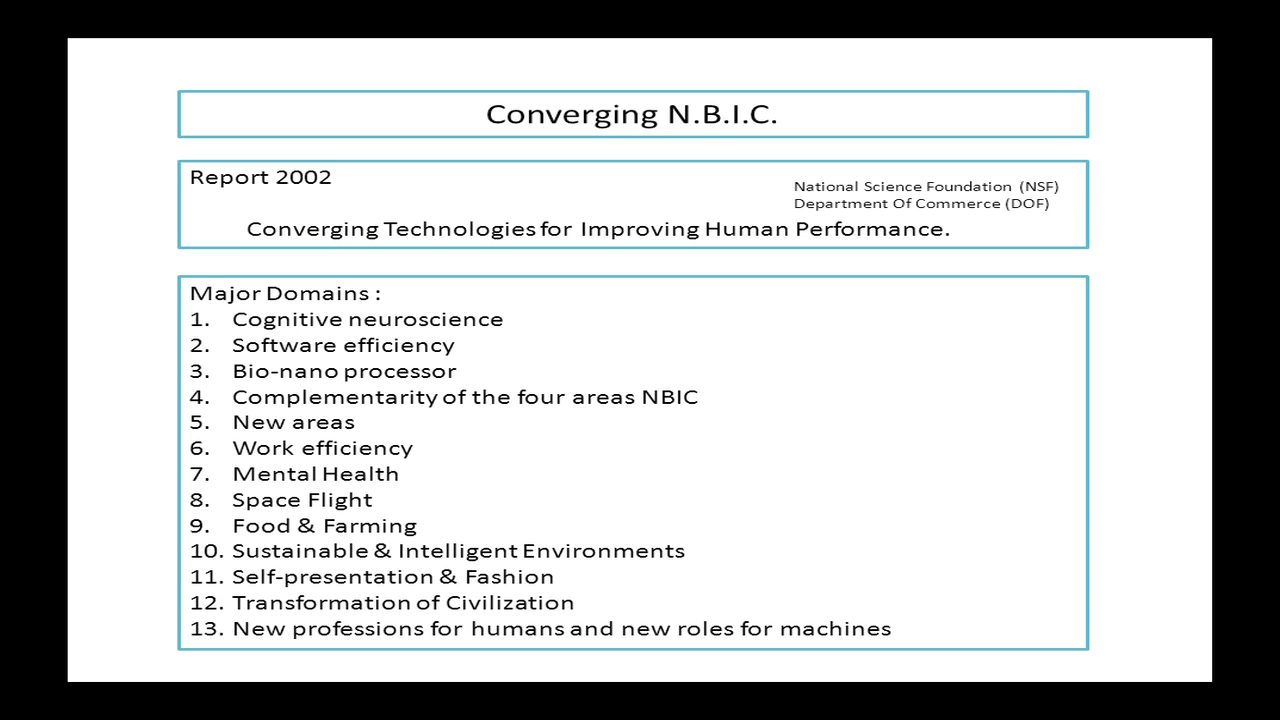 Converging N.B.I.C.
Report 2002
National Science Foundation (NSF)
Department Of Commerce (DOF)
Converging Technologies for Improving Human Performance.
Major Domains :
1. Cognitive neuroscience
2. Software efficiency
3. Bio-nano processor
4. Complementarity of the four areas NBIC
5. New areas
6. Work efficiency
7. Mental Health
8. Space Flight
9. Food & Farming
10. Sustainable & Intelligent Environments
11. Self-presentation & Fashion
12. Transformation of Civilization
13. New professions for humans and new roles for machines